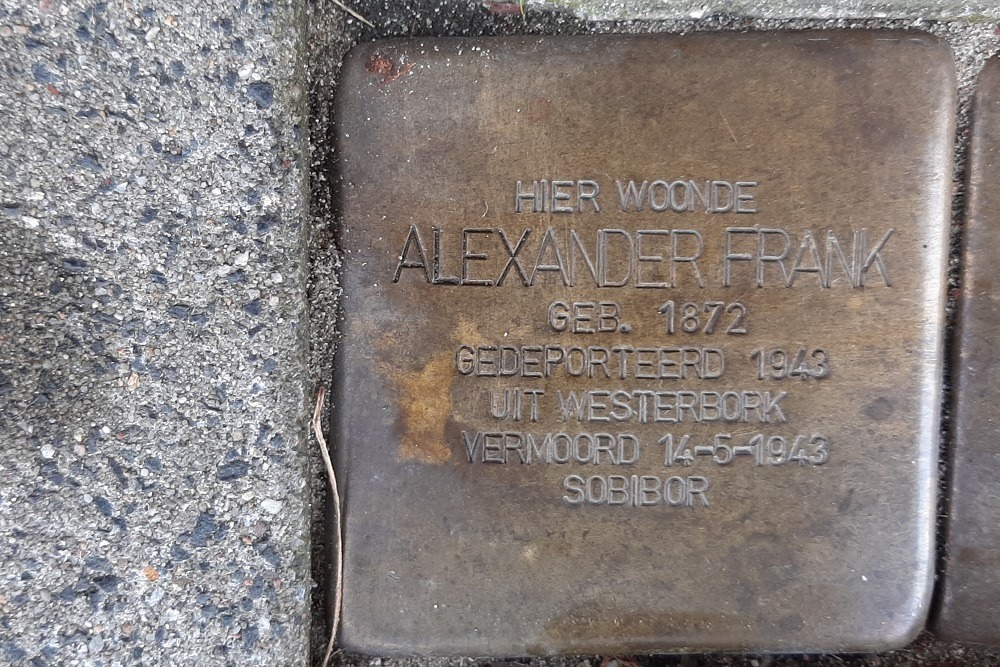 HIER WOONDE
ALEXANDER FRANK
GEB. 1872
GEDEPORTEERD 1943
UIT WESTERBORK
VERMOORD 14-5-1943
SOBIBOR